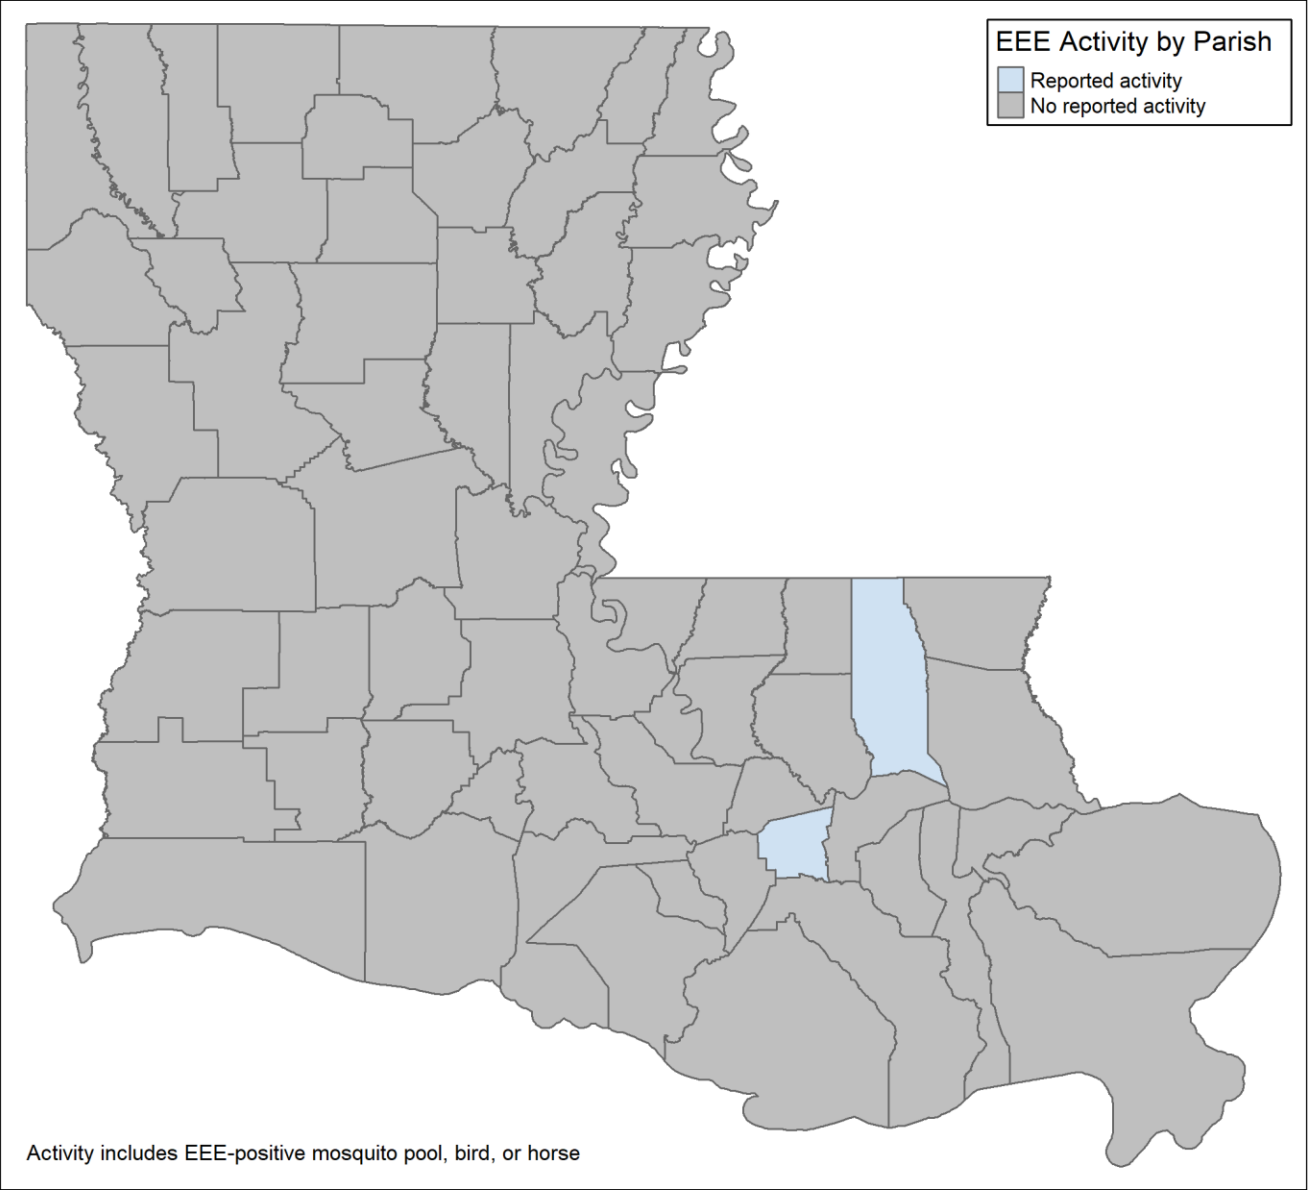 EEE Activity by Parish
Reported activity
No reported activity
Activity includes EEE-positive mosquito pool, bird, or horse